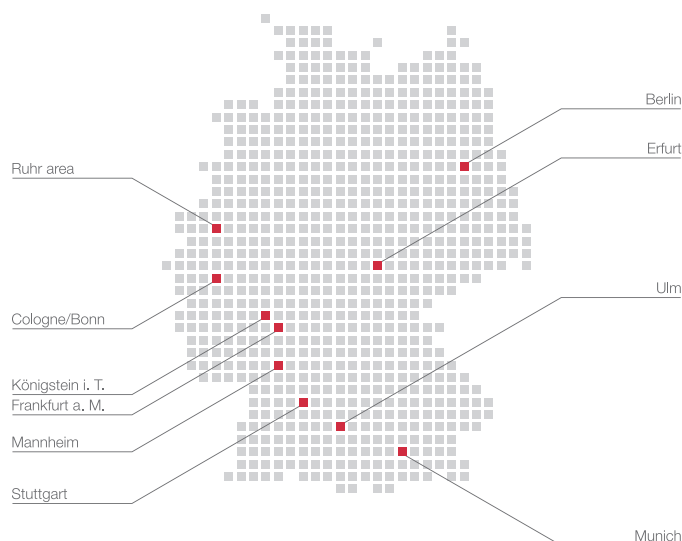 Berlin
Erfurt
Ruhr area
Ulm
Cologne/Bonn
Königstein i. T.
Frankfurt a. M.
Mannheim
Stuttgart
Munich